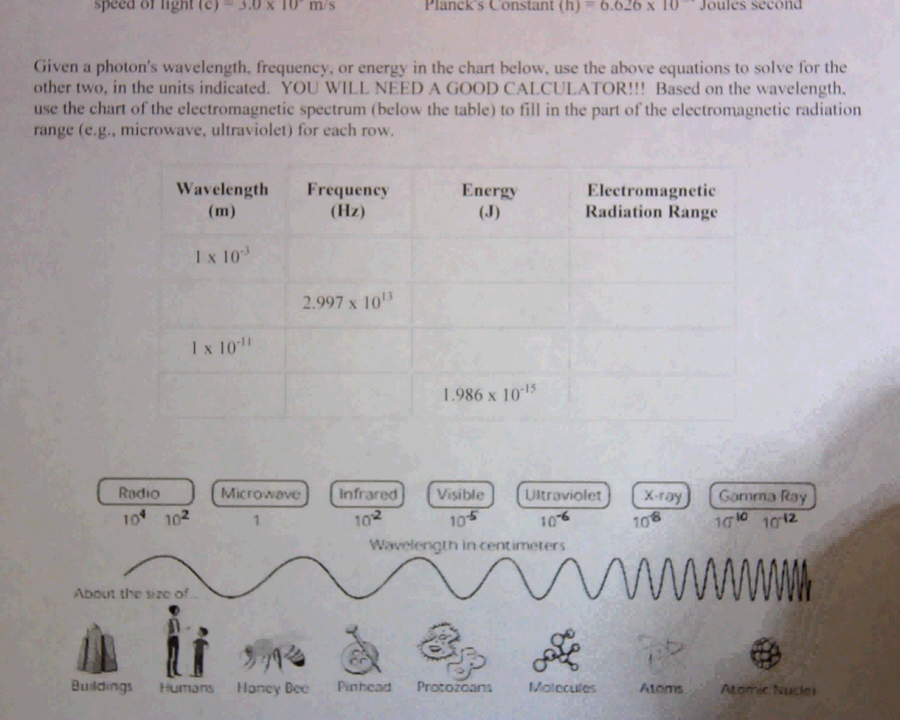 speed of light (c) = 3.0 x 10 m/s Planck's Constant (h) = 6.626 x 10 Joules second
Given a photon's wavelength, frequency, or energy in the chart below, use the above equations to solve for the
other two, in the units indicated. YOU WILL NEED A GOOD CALCULATOR!!! Based on the wavelength,
use the chart of the electromagnetic spectrum (below the table) to fill in the part of the electromagnetic radiation
range (e.g., microwave, ultraviolet) for each row.
Wavelength Frequency Energy Electromagnetic
(m) (Hz) (J) Radiation Range
1 x 10⁻³
2.997 x 10¹³
1 x 10⁻¹¹
1.986 x 10⁻¹⁵
Radio Microwave Infrared Visible Ultraviolet X-ray Gamma Ray
10⁴ 10² 1 10⁻² 10⁻⁵ 10⁻⁶ 10⁻⁸ 10⁻¹⁰ 10⁻¹²
Wavelength in centimeters
About the size of...
Buildings Humans Honey Bee Pinhead Protozoans Molecules Atoms Atomic Nuclei